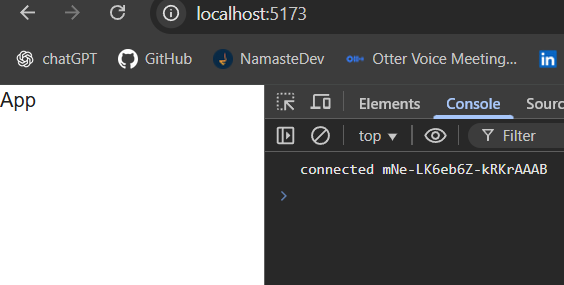 localhost:5173
chatGPT GitHub NamasteDev Otter Voice Meeting... in
App
Elements Console Sourc
top Filter
connected mNe-LK6eb6Z-kRKrAAAB